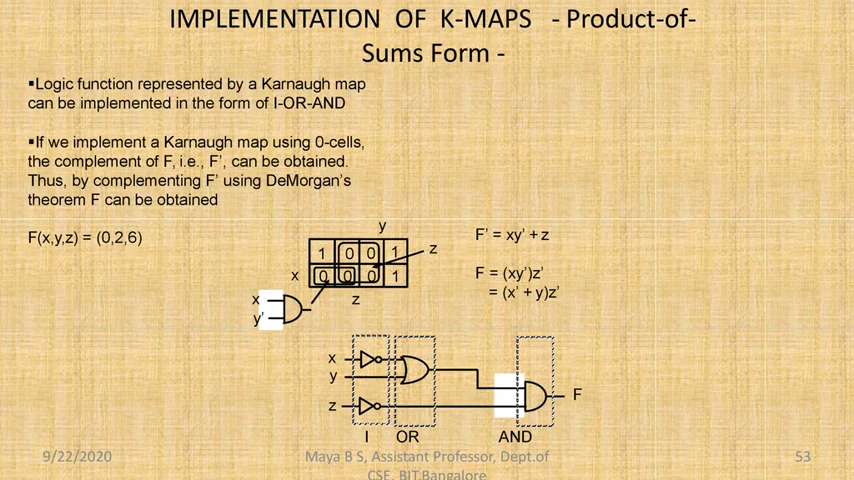 IMPLEMENTATION OF K-MAPS - Product-of-
Sums Form -
▪Logic function represented by a Karnaugh map
can be implemented in the form of I-OR-AND
▪If we implement a Karnaugh map using 0-cells,
the complement of F, i.e., F’, can be obtained.
Thus, by complementing F’ using DeMorgan’s
theorem F can be obtained
F(x,y,z) = (0,2,6)
y
1 0 0 1
z
x
0 0 0 1
z
x
y’
F’ = xy’ + z
F = (xy’)z’
= (x’ + y)z’
x
y
z
F
I OR AND
9/22/2020
Maya B S, Assistant Professor, Dept.of
CSE, BIT,Bangalore
53